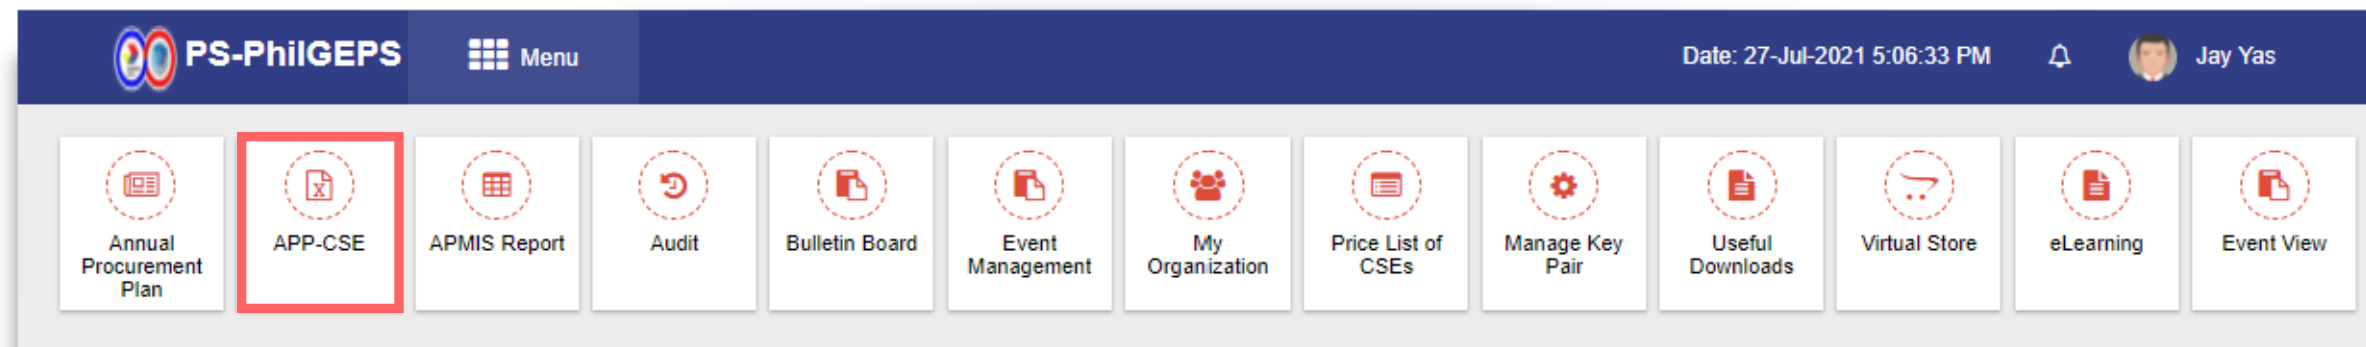 PS-PhilGEPS
Menu
Date: 27-Jul-2021 5:06:33 PM
Jay Yas
Annual
Procurement
Plan
APP-CSE
APMIS Report
Audit
Bulletin Board
Event
Management
My
Organization
Price List of
CSEs
Manage Key
Pair
Useful
Downloads
Virtual Store
eLearning
Event View